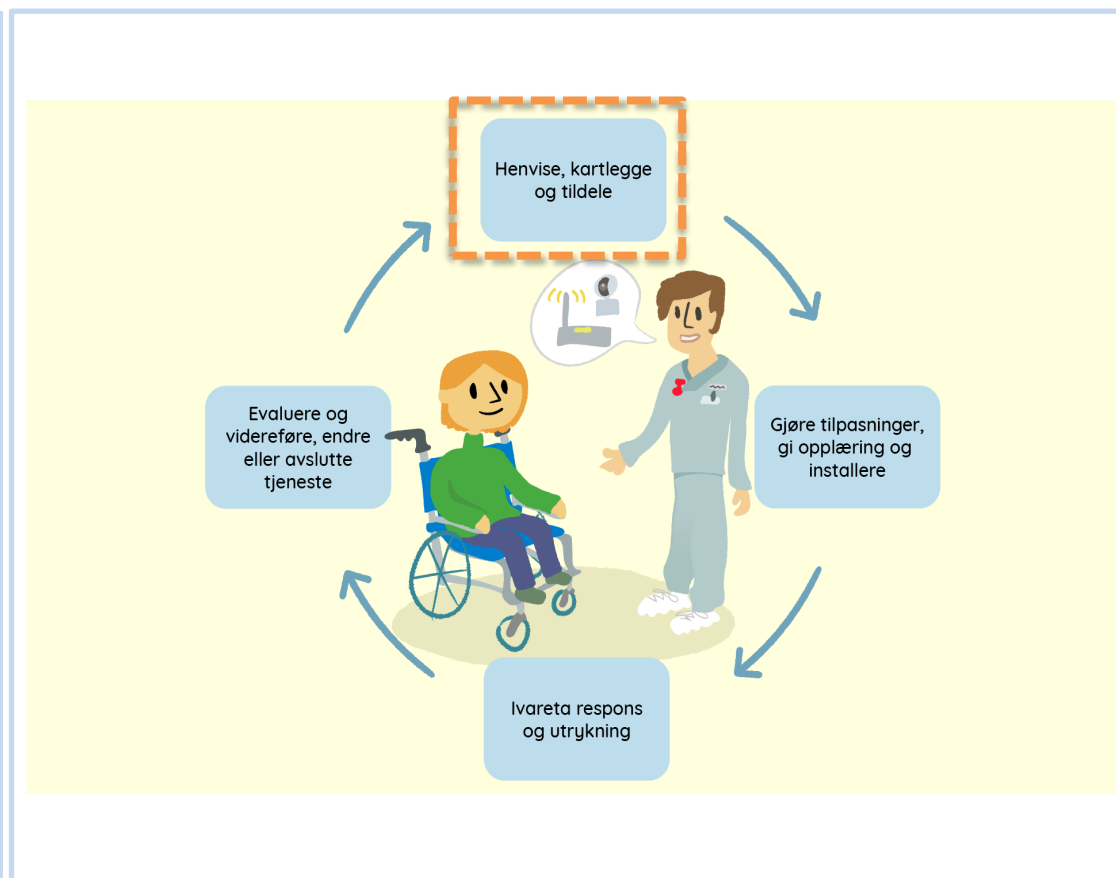 Henvise, kartlegge
og tildele
Gjøre tilpasninger,
gi opplæring og
installere
Ivareta respons
og utrykning
Evaluere og
videreføre, endre
eller avslutte
tjeneste